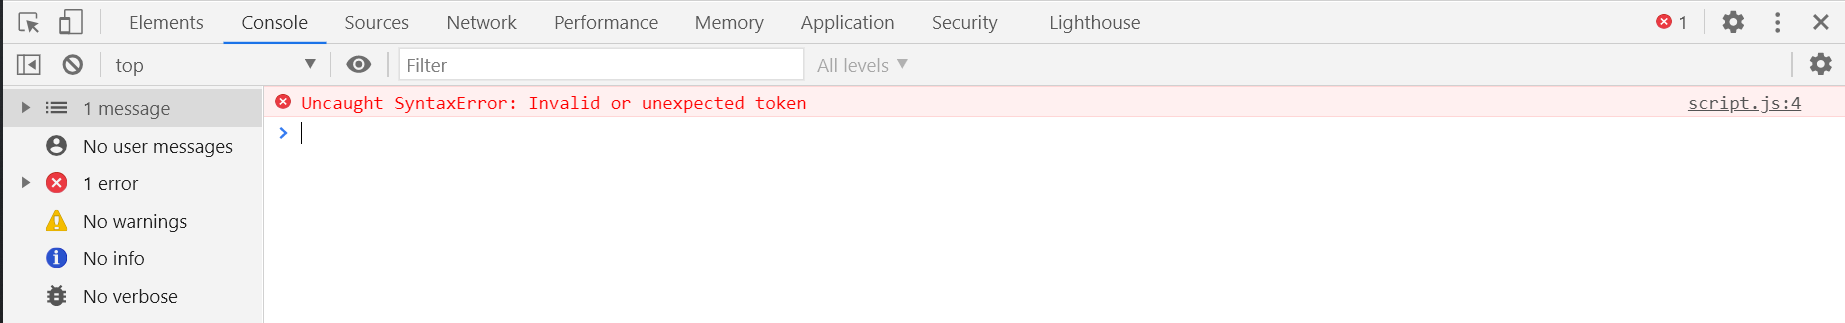 Elements Console Sources Network Performance Memory Application Security Lighthouse 1
top Filter All levels
1 message
Uncaught SyntaxError: Invalid or unexpected token script.js:4
No user messages
1 error
No warnings
No info
No verbose